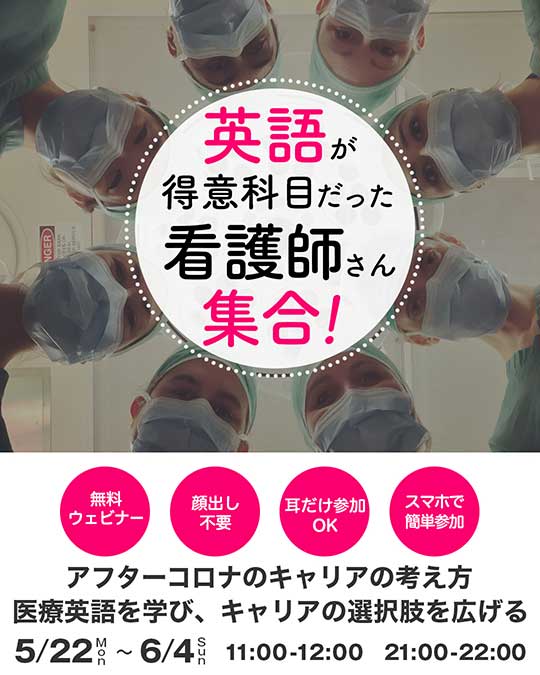 英語が
得意科目だった
看護師さん
集合!
DANGER
無料
ウェビナー
顔出し
不要
耳だけ参加
OK
スマホで
簡単参加
アフターコロナのキャリアの考え方
医療英語を学び、キャリアの選択肢を広げる
5/22 Mon ~ 6/4 Sun 11:00-12:00 21:00-22:00